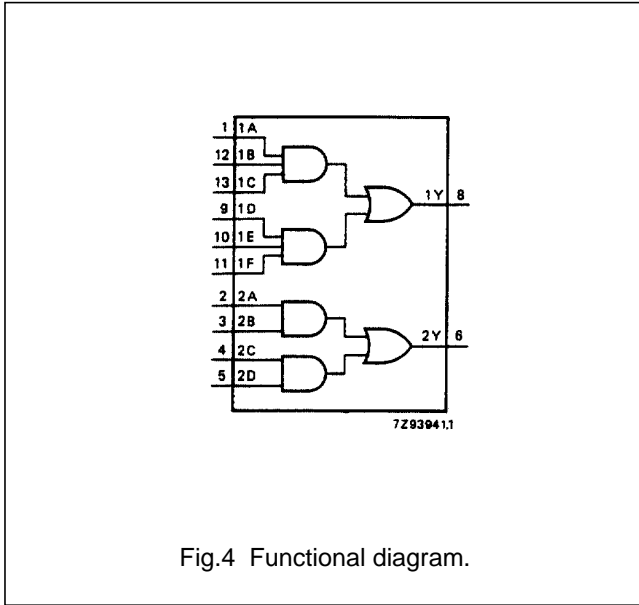 1 1A
12 1B
13 1C
9 1D
10 1E
11 1F
1Y 8
2 2A
3 2B
4 2C
5 2D
2Y 6
7Z93941.1
Fig.4 Functional diagram.